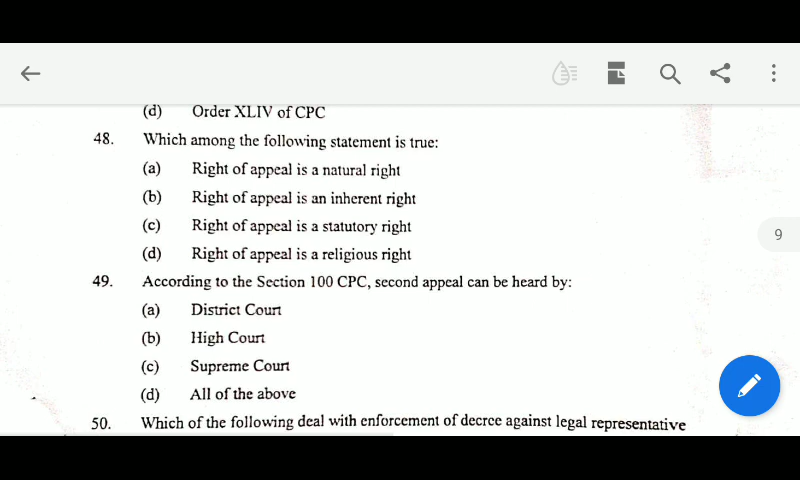 (d) Order XLIV of CPC
48. Which among the following statement is true:
(a) Right of appeal is a natural right
(b) Right of appeal is an inherent right
(c) Right of appeal is a statutory right
(d) Right of appeal is a religious right
9
49. According to the Section 100 CPC, second appeal can be heard by:
(a) District Court
(b) High Court
(c) Supreme Court
(d) All of the above
50. Which of the following deal with enforcement of decree against legal representative